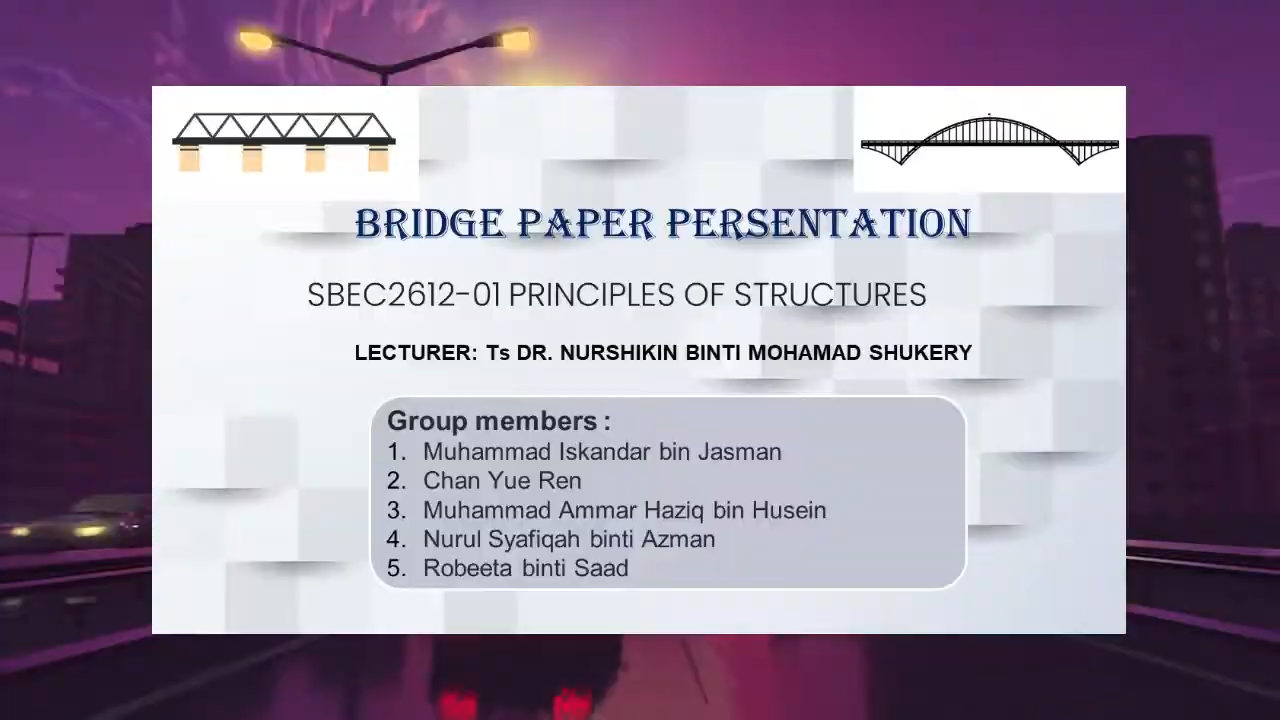 BRIDGE PAPER PERSENTATION
SBEC2612-01 PRINCIPLES OF STRUCTURES
LECTURER: Ts DR. NURSHIKIN BINTI MOHAMAD SHUKERY
Group members :
1. Muhammad Iskandar bin Jasman
2. Chan Yue Ren
3. Muhammad Ammar Haziq bin Husein
4. Nurul Syafiqah binti Azman
5. Robeeta binti Saad